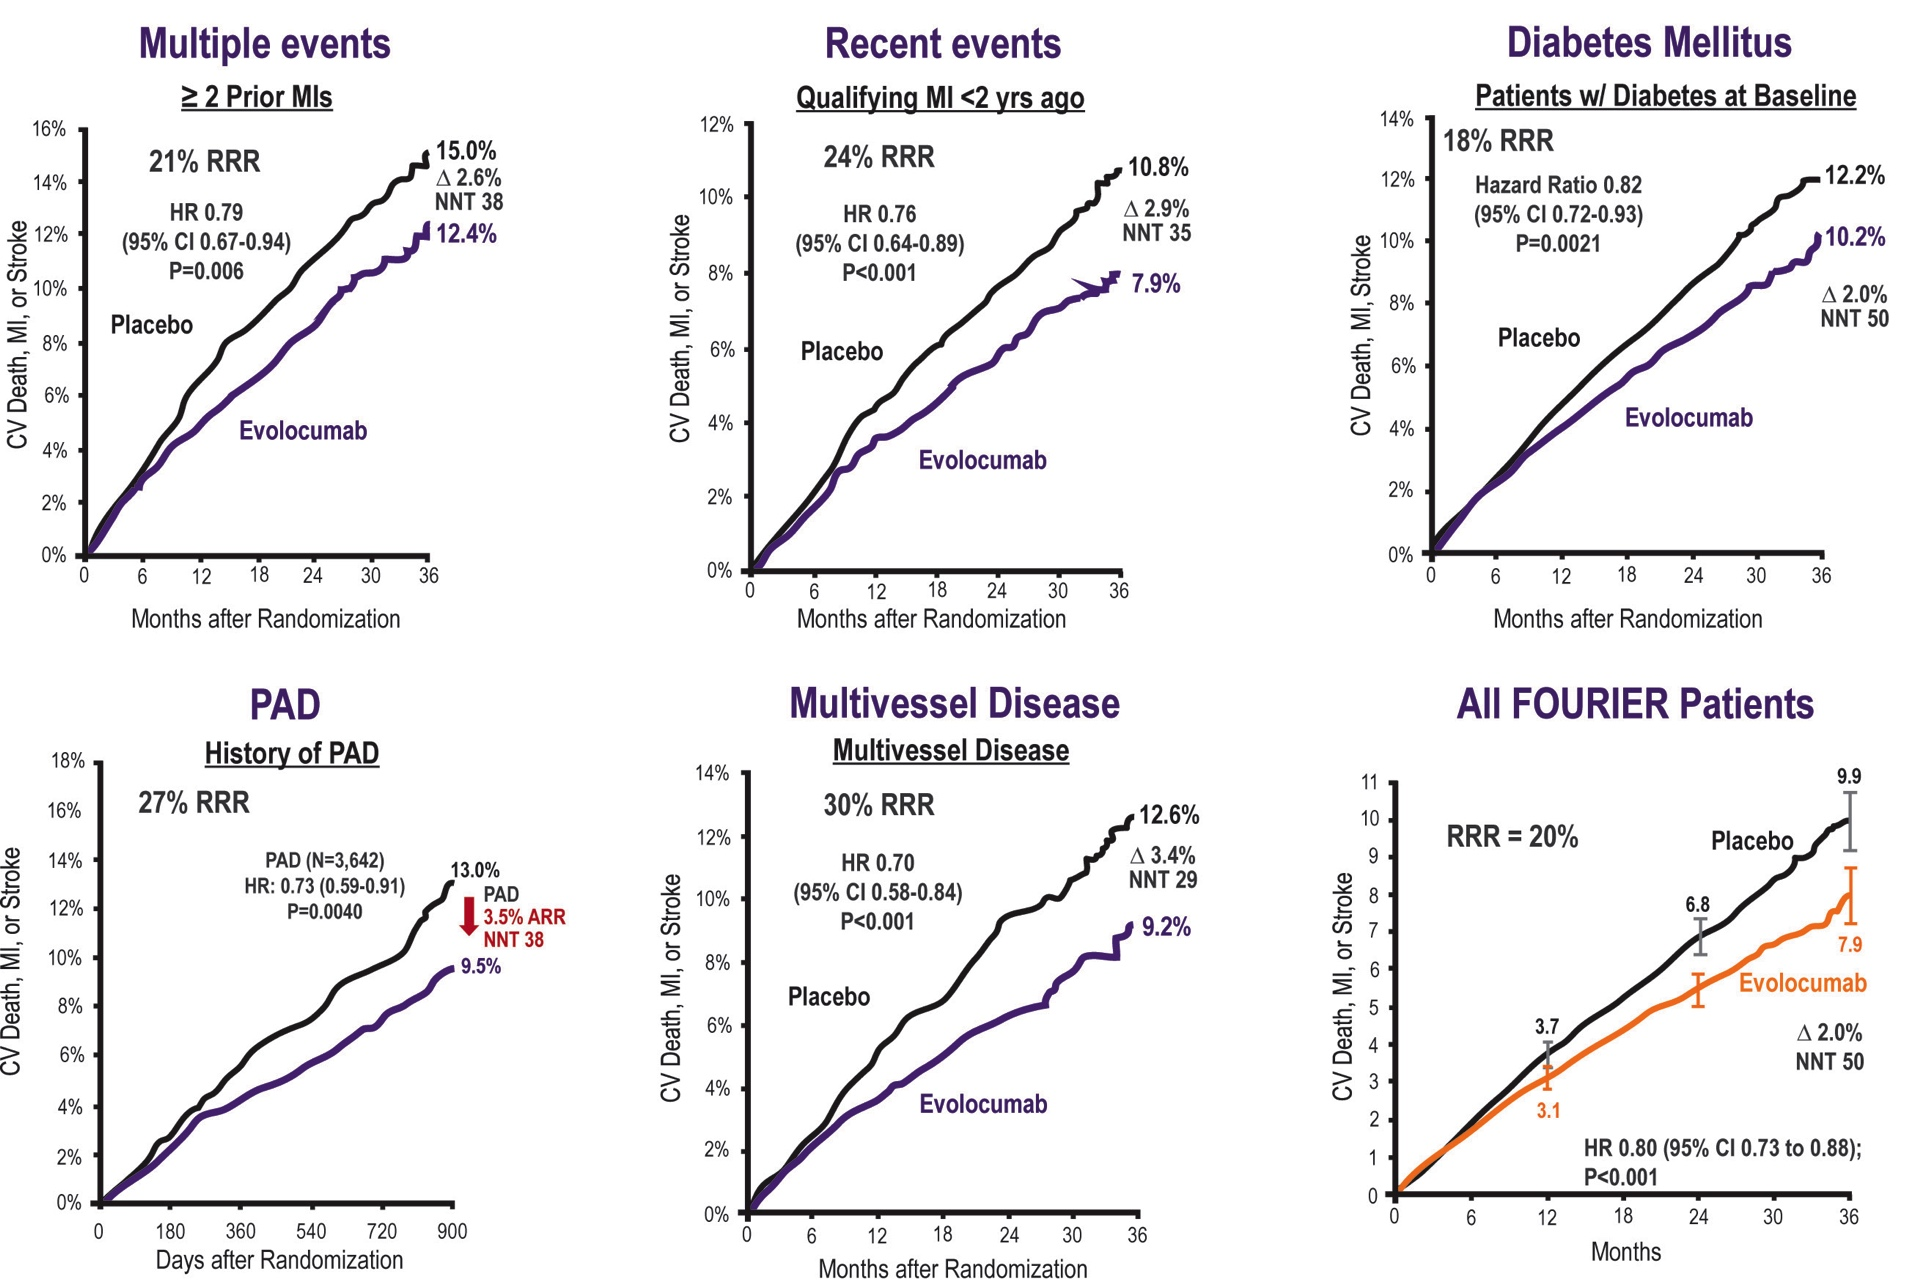 Multiple events
≥ 2 Prior MIs
16%
14%
12%
10%
8%
6%
4%
2%
0%
CV Death, MI, or Stroke
21% RRR
HR 0.79
(95% CI 0.67-0.94)
P=0.006
15.0%
Δ 2.6%
NNT 38
12.4%
Placebo
Evolocumab
0 6 12 18 24 30 36
Months after Randomization
Recent events
Qualifying MI <2 yrs ago
12%
10%
8%
6%
4%
2%
0%
CV Death, MI, or Stroke
24% RRR
HR 0.76
(95% CI 0.64-0.89)
P<0.001
10.8%
Δ 2.9%
NNT 35
7.9%
Placebo
Evolocumab
0 6 12 18 24 30 36
Months after Randomization
Diabetes Mellitus
Patients w/ Diabetes at Baseline
14%
12%
10%
8%
6%
4%
2%
0%
CV Death, MI, Stroke
18% RRR
Hazard Ratio 0.82
(95% CI 0.72-0.93)
P=0.0021
12.2%
10.2%
Δ 2.0%
NNT 50
Placebo
Evolocumab
0 6 12 18 24 30 36
Months after Randomization
PAD
History of PAD
18%
16%
14%
12%
10%
8%
6%
4%
2%
0%
CV Death, MI, or Stroke
27% RRR
PAD (N=3,642)
HR: 0.73 (0.59-0.91)
P=0.0040
13.0%
PAD
3.5% ARR
NNT 38
9.5%
0 180 360 540 720 900
Days after Randomization
Multivessel Disease
Multivessel Disease
14%
12%
10%
8%
6%
4%
2%
0%
CV Death, MI, or Stroke
30% RRR
HR 0.70
(95% CI 0.58-0.84)
P<0.001
12.6%
Δ 3.4%
NNT 29
9.2%
Placebo
Evolocumab
0 6 12 18 24 30 36
Months after Randomization
All FOURIER Patients
11
10
9
8
7
6
5
4
3
2
1
0
CV Death, MI, or Stroke
RRR = 20%
9.9
Placebo
6.8
7.9
Evolocumab
3.7
Δ 2.0%
NNT 50
3.1
HR 0.80 (95% CI 0.73 to 0.88);
P<0.001
0 6 12 18 24 30 36
Months